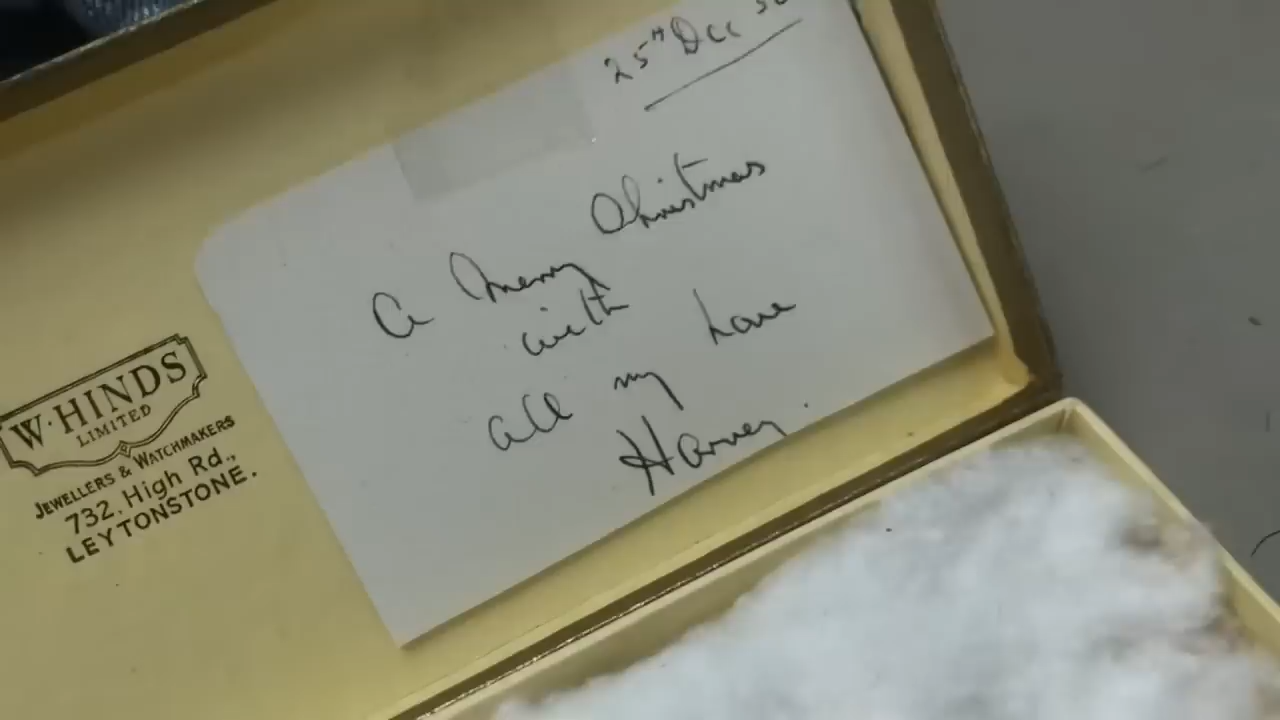 25th Dec
A Merry Christmas
with
all my Love
Harvey.
W. HINDS
LIMITED
JEWELLERS & WATCHMAKERS
732, High Rd.,
LEYTONSTONE.